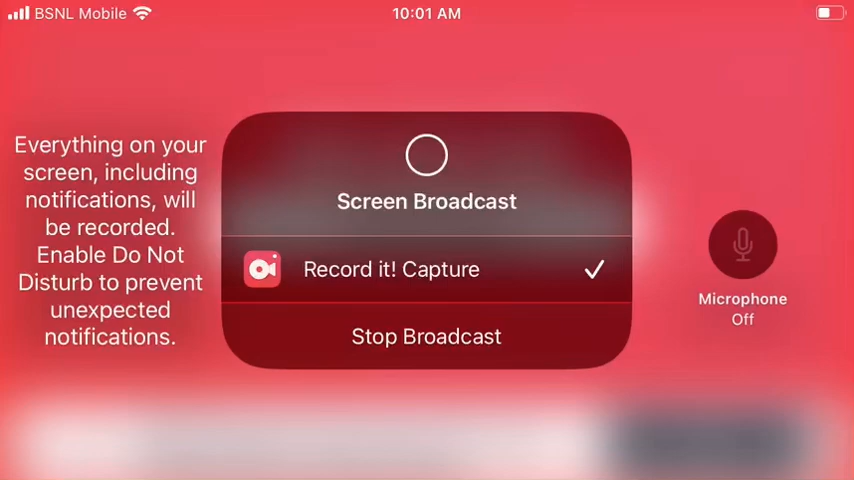 BSNL Mobile
10:01 AM
Everything on your
screen, including
notifications, will
be recorded.
Enable Do Not
Disturb to prevent
unexpected
notifications.
Screen Broadcast
Record it! Capture
Stop Broadcast
Microphone
Off